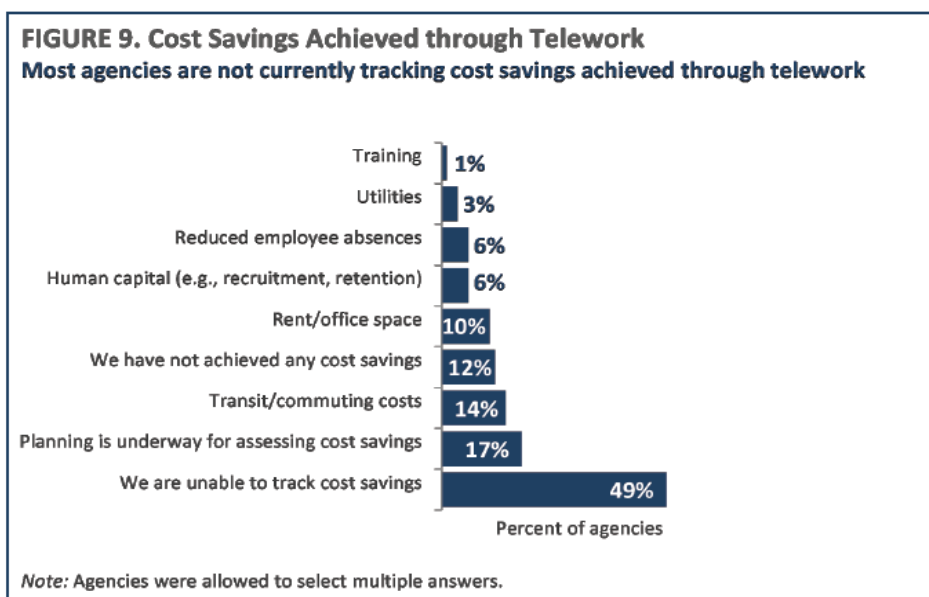 FIGURE 9. Cost Savings Achieved through Telework
Most agencies are not currently tracking cost savings achieved through telework
Training 1%
Utilities 3%
Reduced employee absences 6%
Human capital (e.g., recruitment, retention) 6%
Rent/office space 10%
We have not achieved any cost savings 12%
Transit/commuting costs 14%
Planning is underway for assessing cost savings 17%
We are unable to track cost savings 49%
Percent of agencies
Note: Agencies were allowed to select multiple answers.